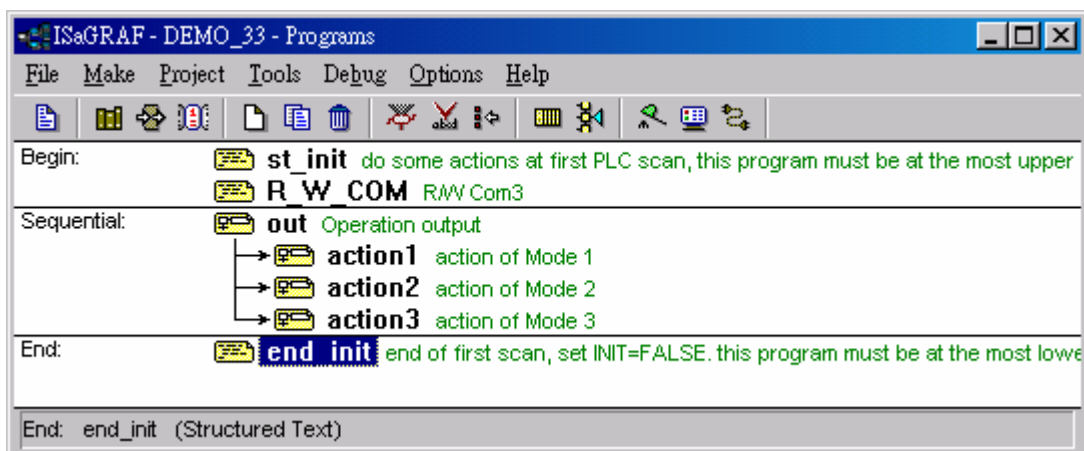 ISaGRAF - DEMO_33 - Programs
File Make Project Tools Debug Options Help
Begin: st_init do some actions at first PLC scan, this program must be at the most upper
R_W_COM R/W Com3
Sequential: out Operation output
action1 action of Mode 1
action2 action of Mode 2
action3 action of Mode 3
End: end_init end of first scan, set INIT=FALSE. this program must be at the most lowe
End: end_init (Structured Text)